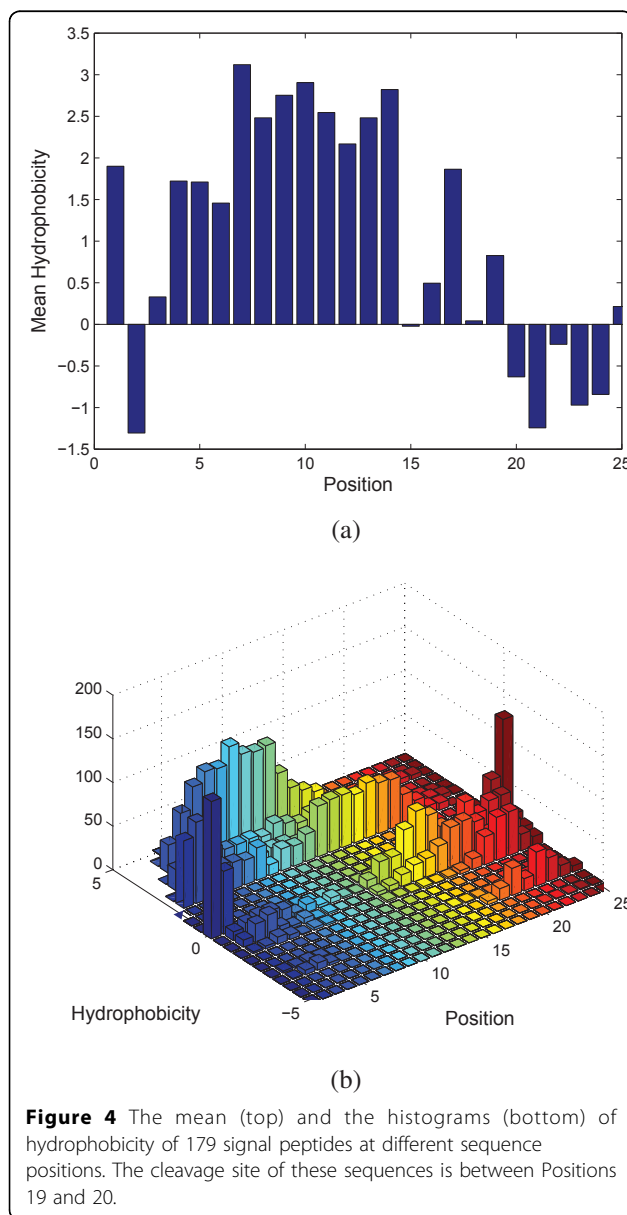 3.5
3
2.5
2
1.5
1
0.5
0
−0.5
−1
−1.5
Mean Hydrophobicity
0 5 10 15 20 25
Position
(a)
200
150
100
50
0
5
0
−5
Hydrophobicity
5
10
15
20
25
Position
(b)
Figure 4 The mean (top) and the histograms (bottom) of
hydrophobicity of 179 signal peptides at different sequence
positions. The cleavage site of these sequences is between Positions
19 and 20.